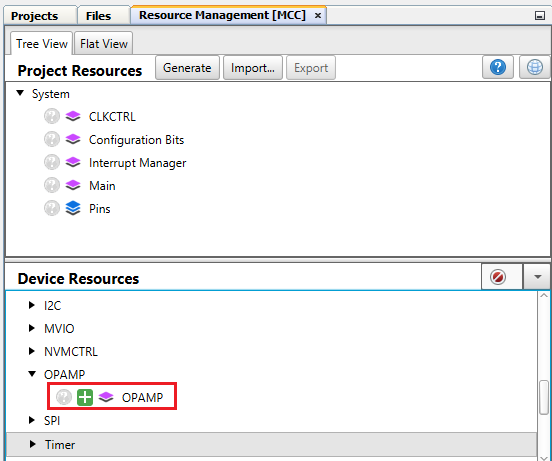 Projects Files Resource Management [MCC] ×
Tree View Flat View
Project Resources Generate Import... Export ?
System
? CLKCTRL
? Configuration Bits
? Interrupt Manager
? Main
? Pins
Device Resources
I2C
MVIO
NVMCTRL
OPAMP
? OPAMP
SPI
Timer